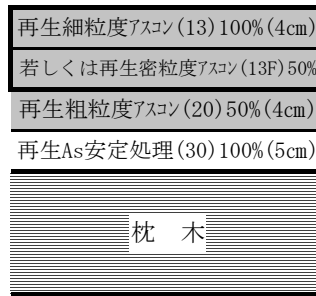 再生細粒度アスコン(13)100%(4cm)
若しくは再生密粒度アスコン(13F)50%
再生粗粒度アスコン(20)50%(4cm)
再生As安定処理(30)100%(5cm)
枕　木